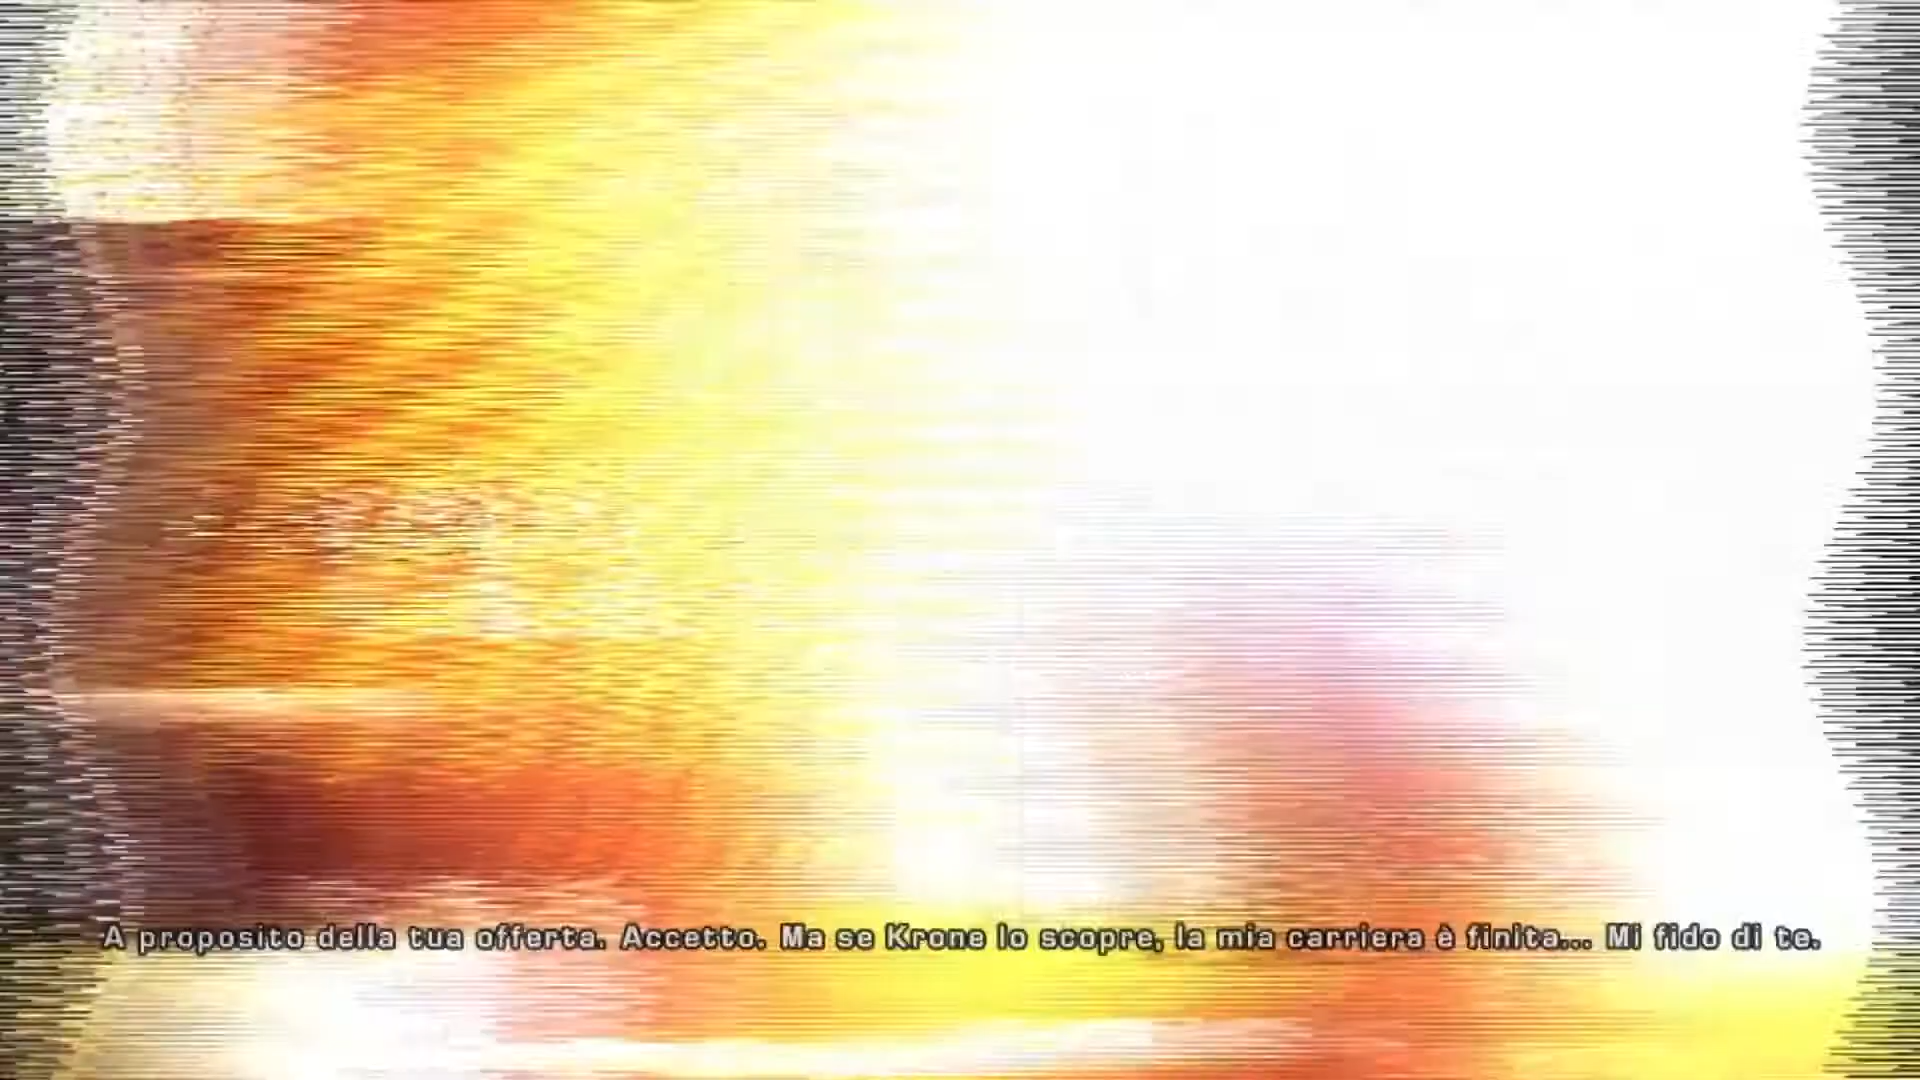 A proposito della tua offerta. Accetto. Ma se Krone lo scopre, la mia carriera è finita... Mi fido di te.